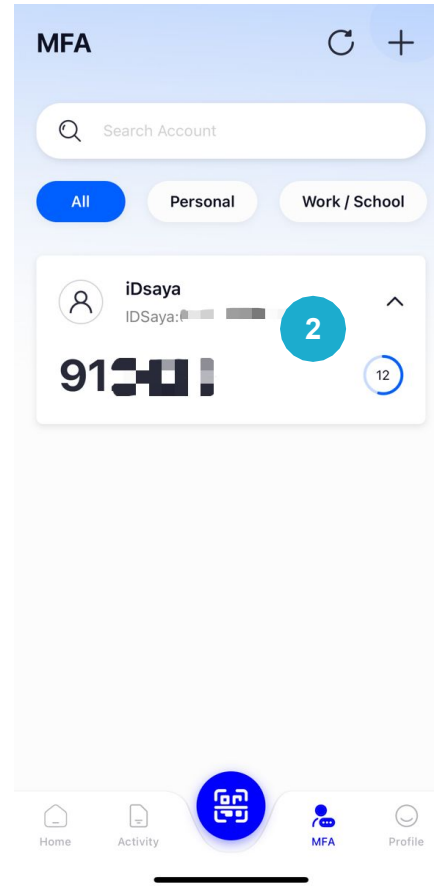 MFA
Search Account
All
Personal
Work / School
iDsaya
IDSaya:
2
91
12
Home
Activity
MFA
Profile